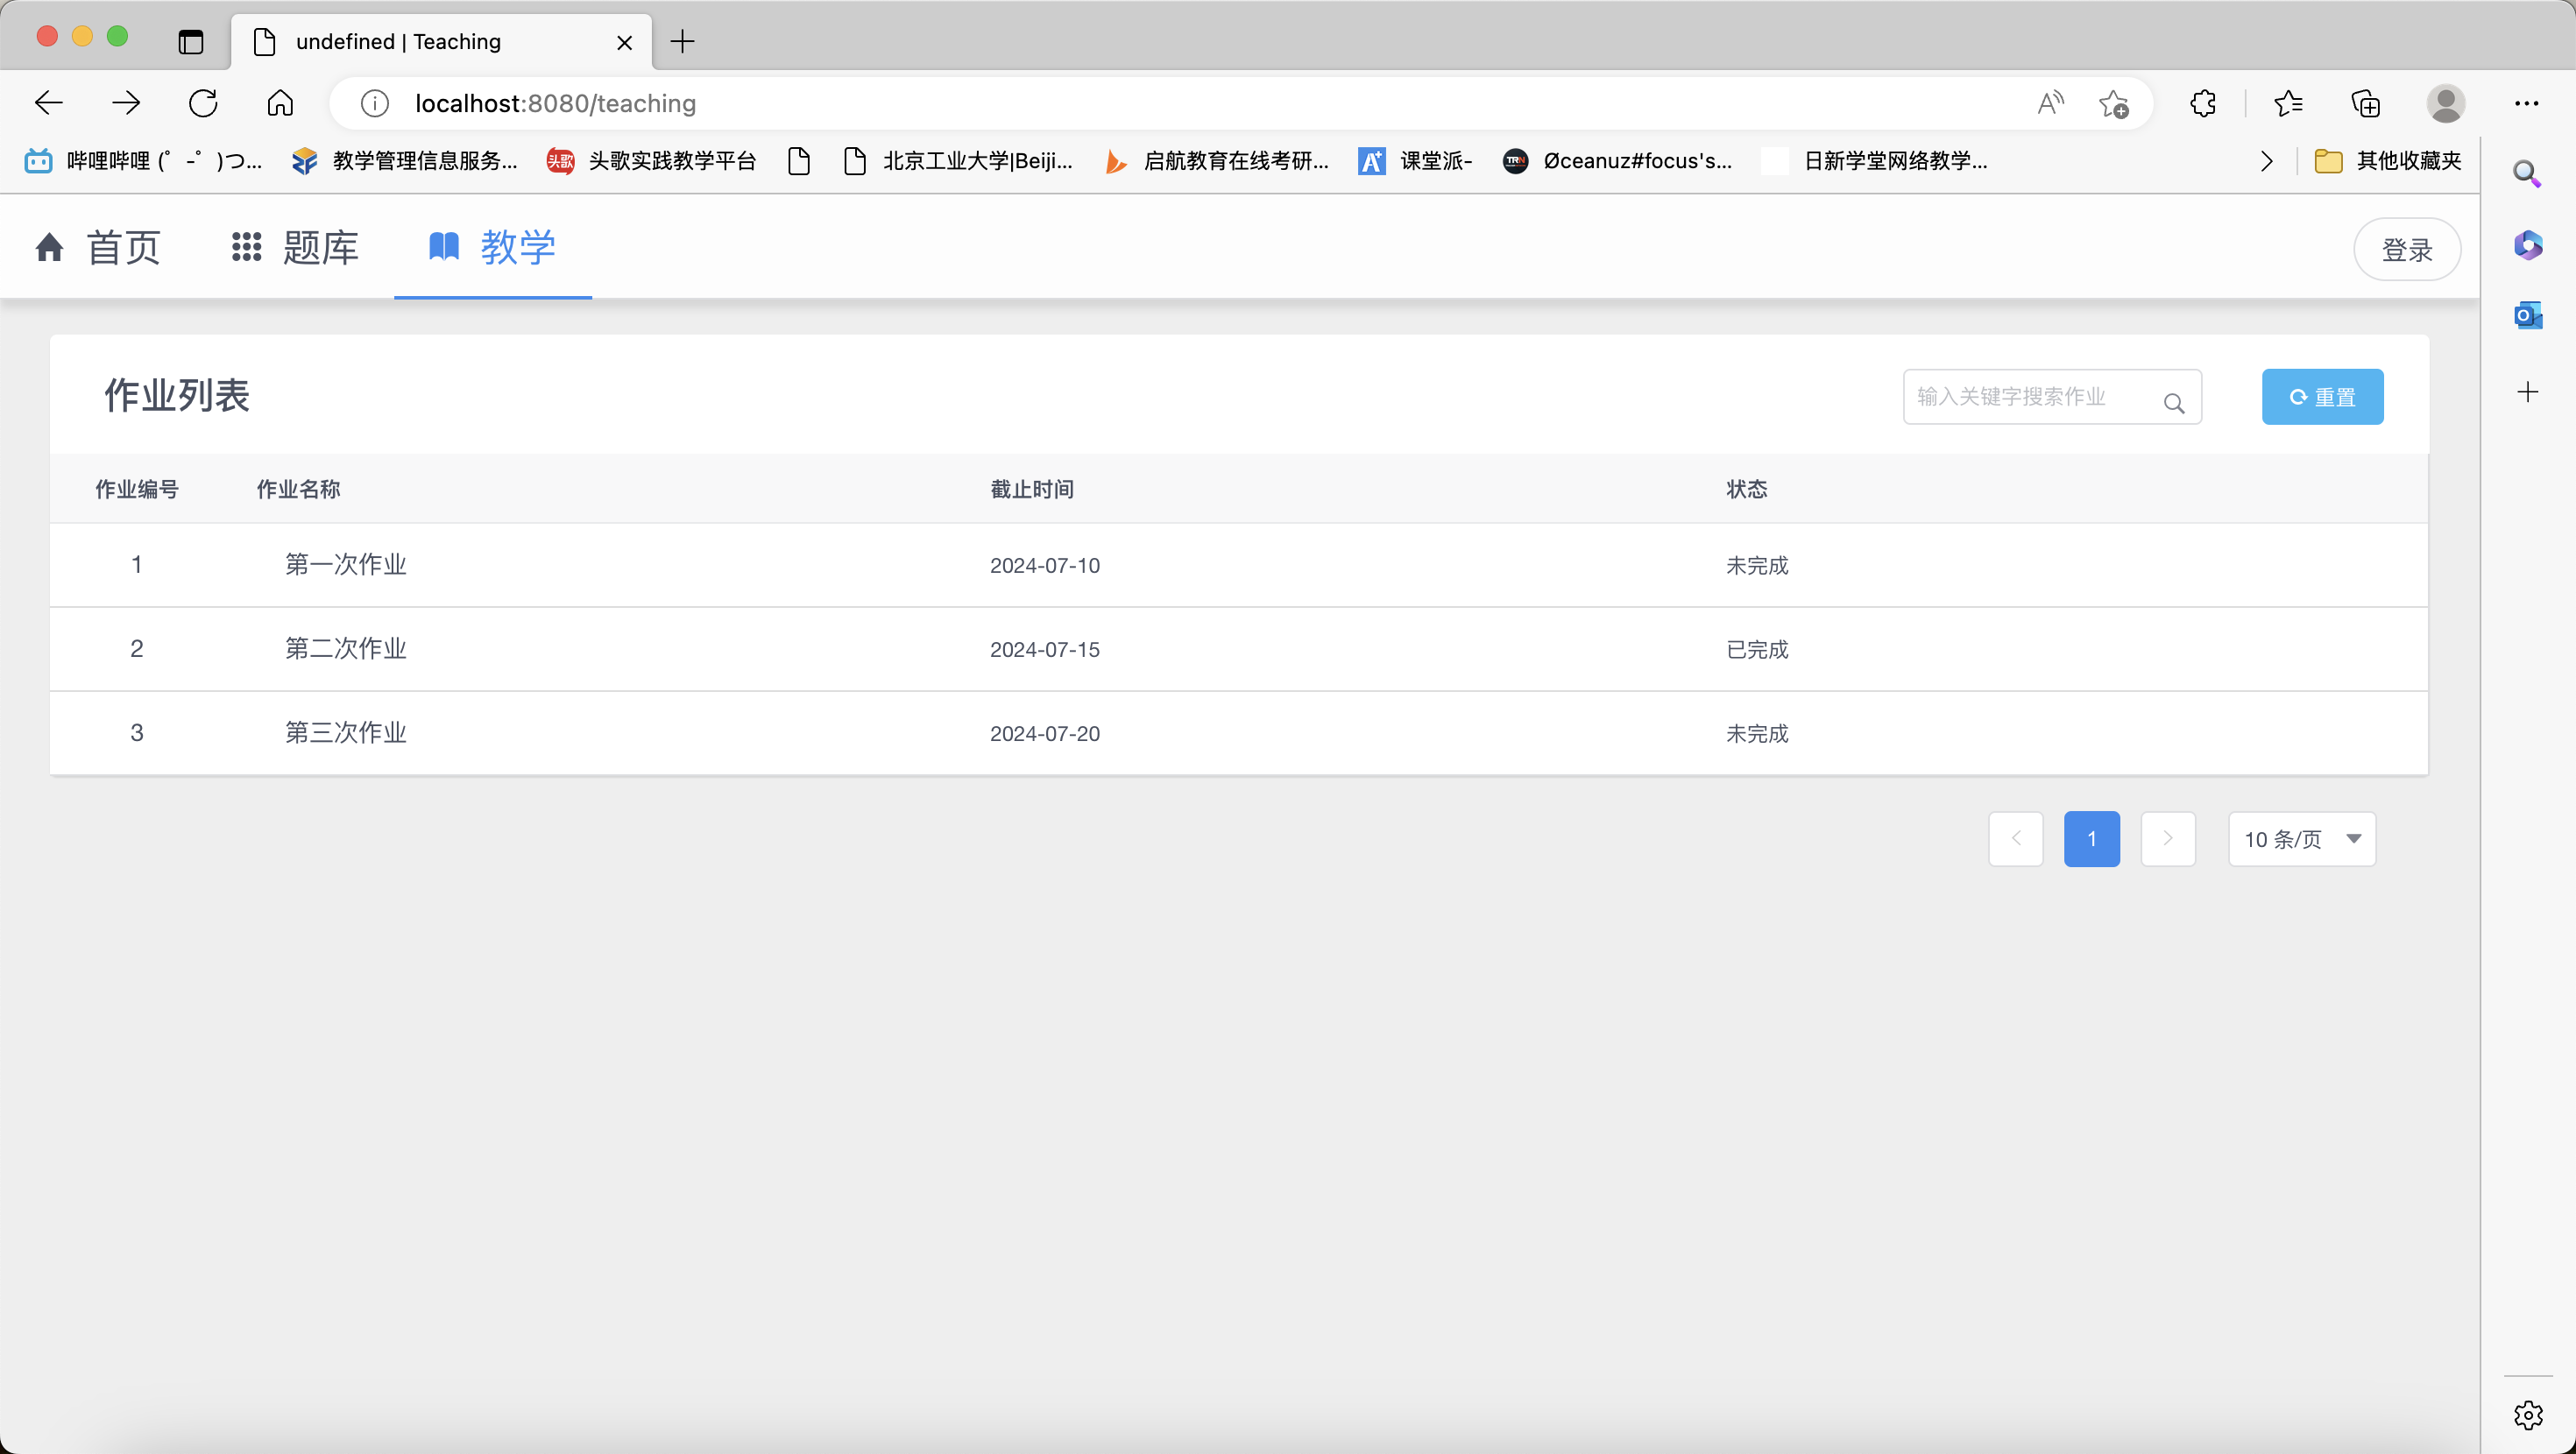 undefined | Teaching
localhost:8080/teaching
哔哩哔哩 (゜-゜)つ... 教学管理信息服务... 头歌 头歌实践教学平台 北京工业大学|Beiji... 启航教育在线考研... A+ 课堂派- TRN Øceanuz#focus's... 日新学堂网络教学... 其他收藏夹
首页 题库 教学 登录
作业列表 输入关键字搜索作业 重置
作业编号 作业名称 截止时间 状态
1 第一次作业 2024-07-10 未完成
2 第二次作业 2024-07-15 已完成
3 第三次作业 2024-07-20 未完成
1 10 条/页